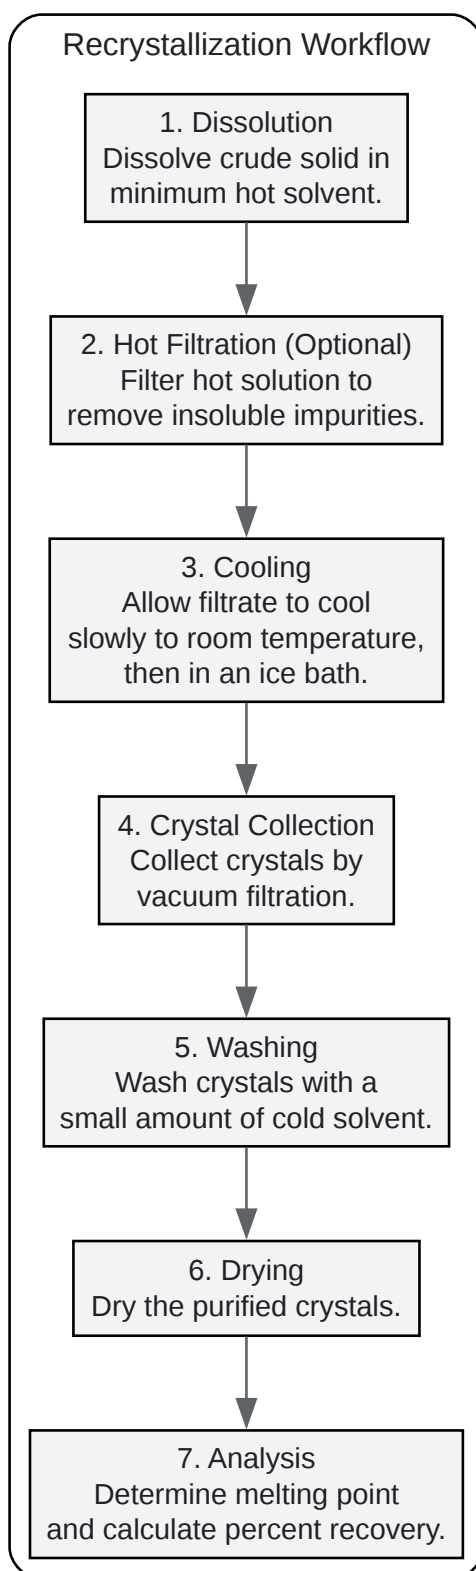 Recrystallization Workflow
1. Dissolution
Dissolve crude solid in
minimum hot solvent.
2. Hot Filtration (Optional)
Filter hot solution to
remove insoluble impurities.
3. Cooling
Allow filtrate to cool
slowly to room temperature,
then in an ice bath.
4. Crystal Collection
Collect crystals by
vacuum filtration.
5. Washing
Wash crystals with a
small amount of cold solvent.
6. Drying
Dry the purified crystals.
7. Analysis
Determine melting point
and calculate percent recovery.